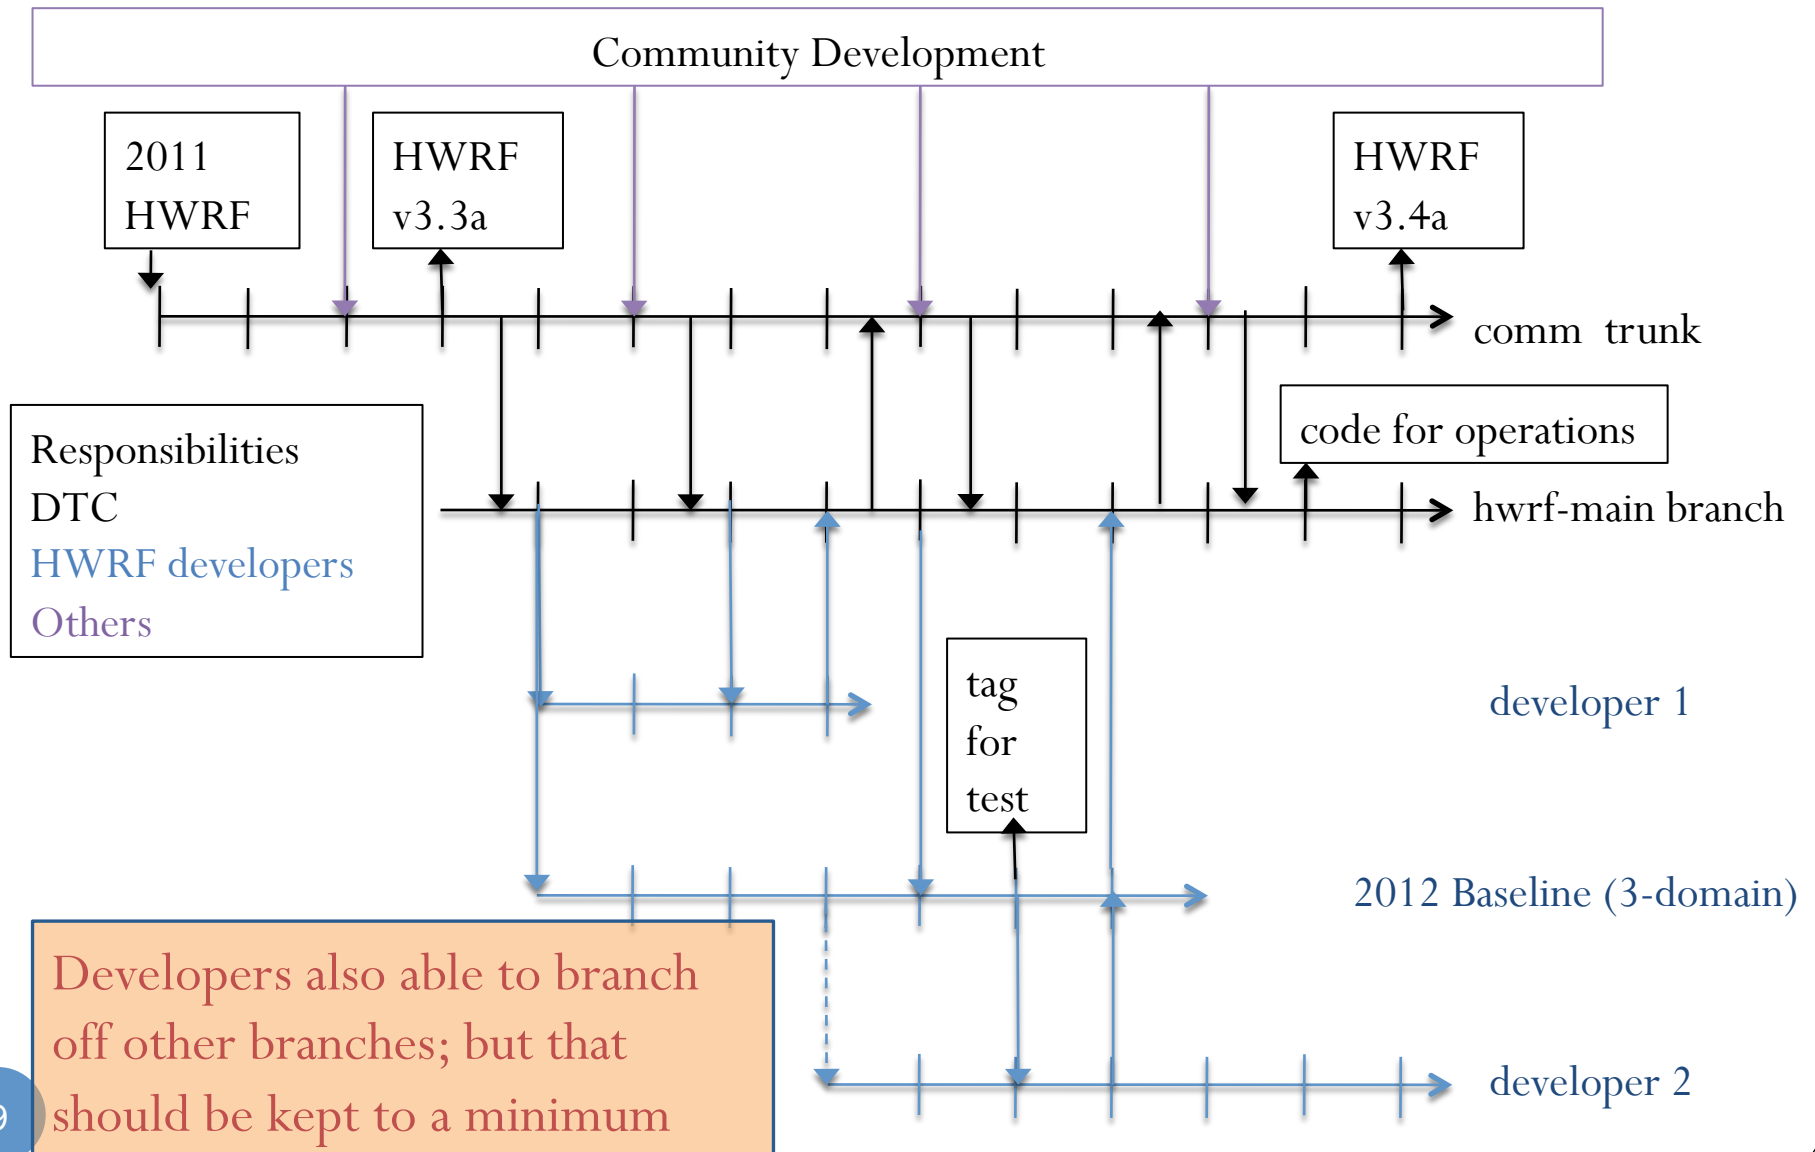 Community Development
2011
HWRF
HWRF
v3.3a
HWRF
v3.4a
comm trunk
code for operations
Responsibilities
DTC
HWRF developers
Others
hwrf-main branch
tag
for
test
developer 1
2012 Baseline (3-domain)
Developers also able to branch
off other branches; but that
should be kept to a minimum
developer 2
9